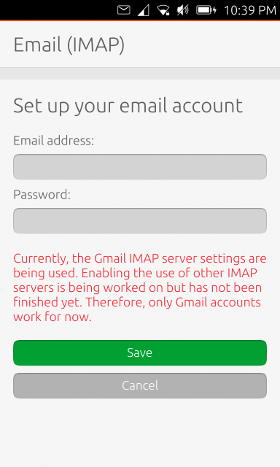 10:39 PM
Email (IMAP)
Set up your email account
Email address:
Password:
Currently, the Gmail IMAP server settings are
being used. Enabling the use of other IMAP
servers is being worked on but has not been
finished yet. Therefore, only Gmail accounts
work for now.
Save
Cancel